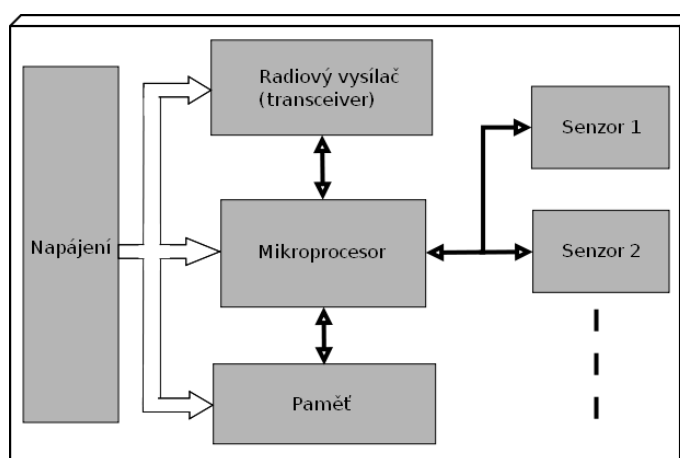 Napájení
Radiový vysílač
(transceiver)
Mikroprocesor
Paměť
Senzor 1
Senzor 2